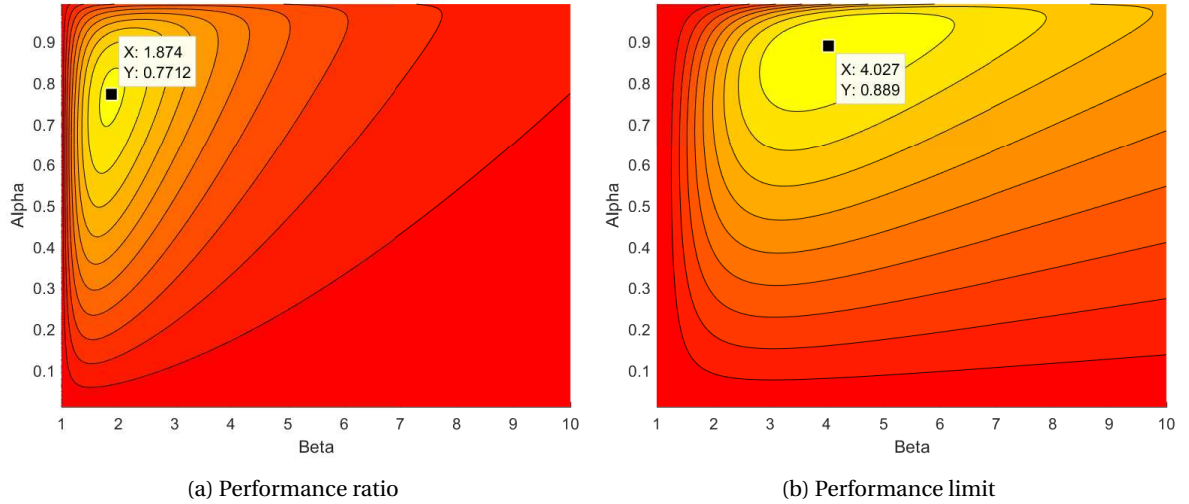 0.9
0.8
0.7
0.6
0.5
0.4
0.3
0.2
0.1
Alpha
X: 1.874
Y: 0.7712
1 2 3 4 5 6 7 8 9 10
Beta
(a) Performance ratio
0.9
0.8
0.7
0.6
0.5
0.4
0.3
0.2
0.1
Alpha
X: 4.027
Y: 0.889
1 2 3 4 5 6 7 8 9 10
Beta
(b) Performance limit